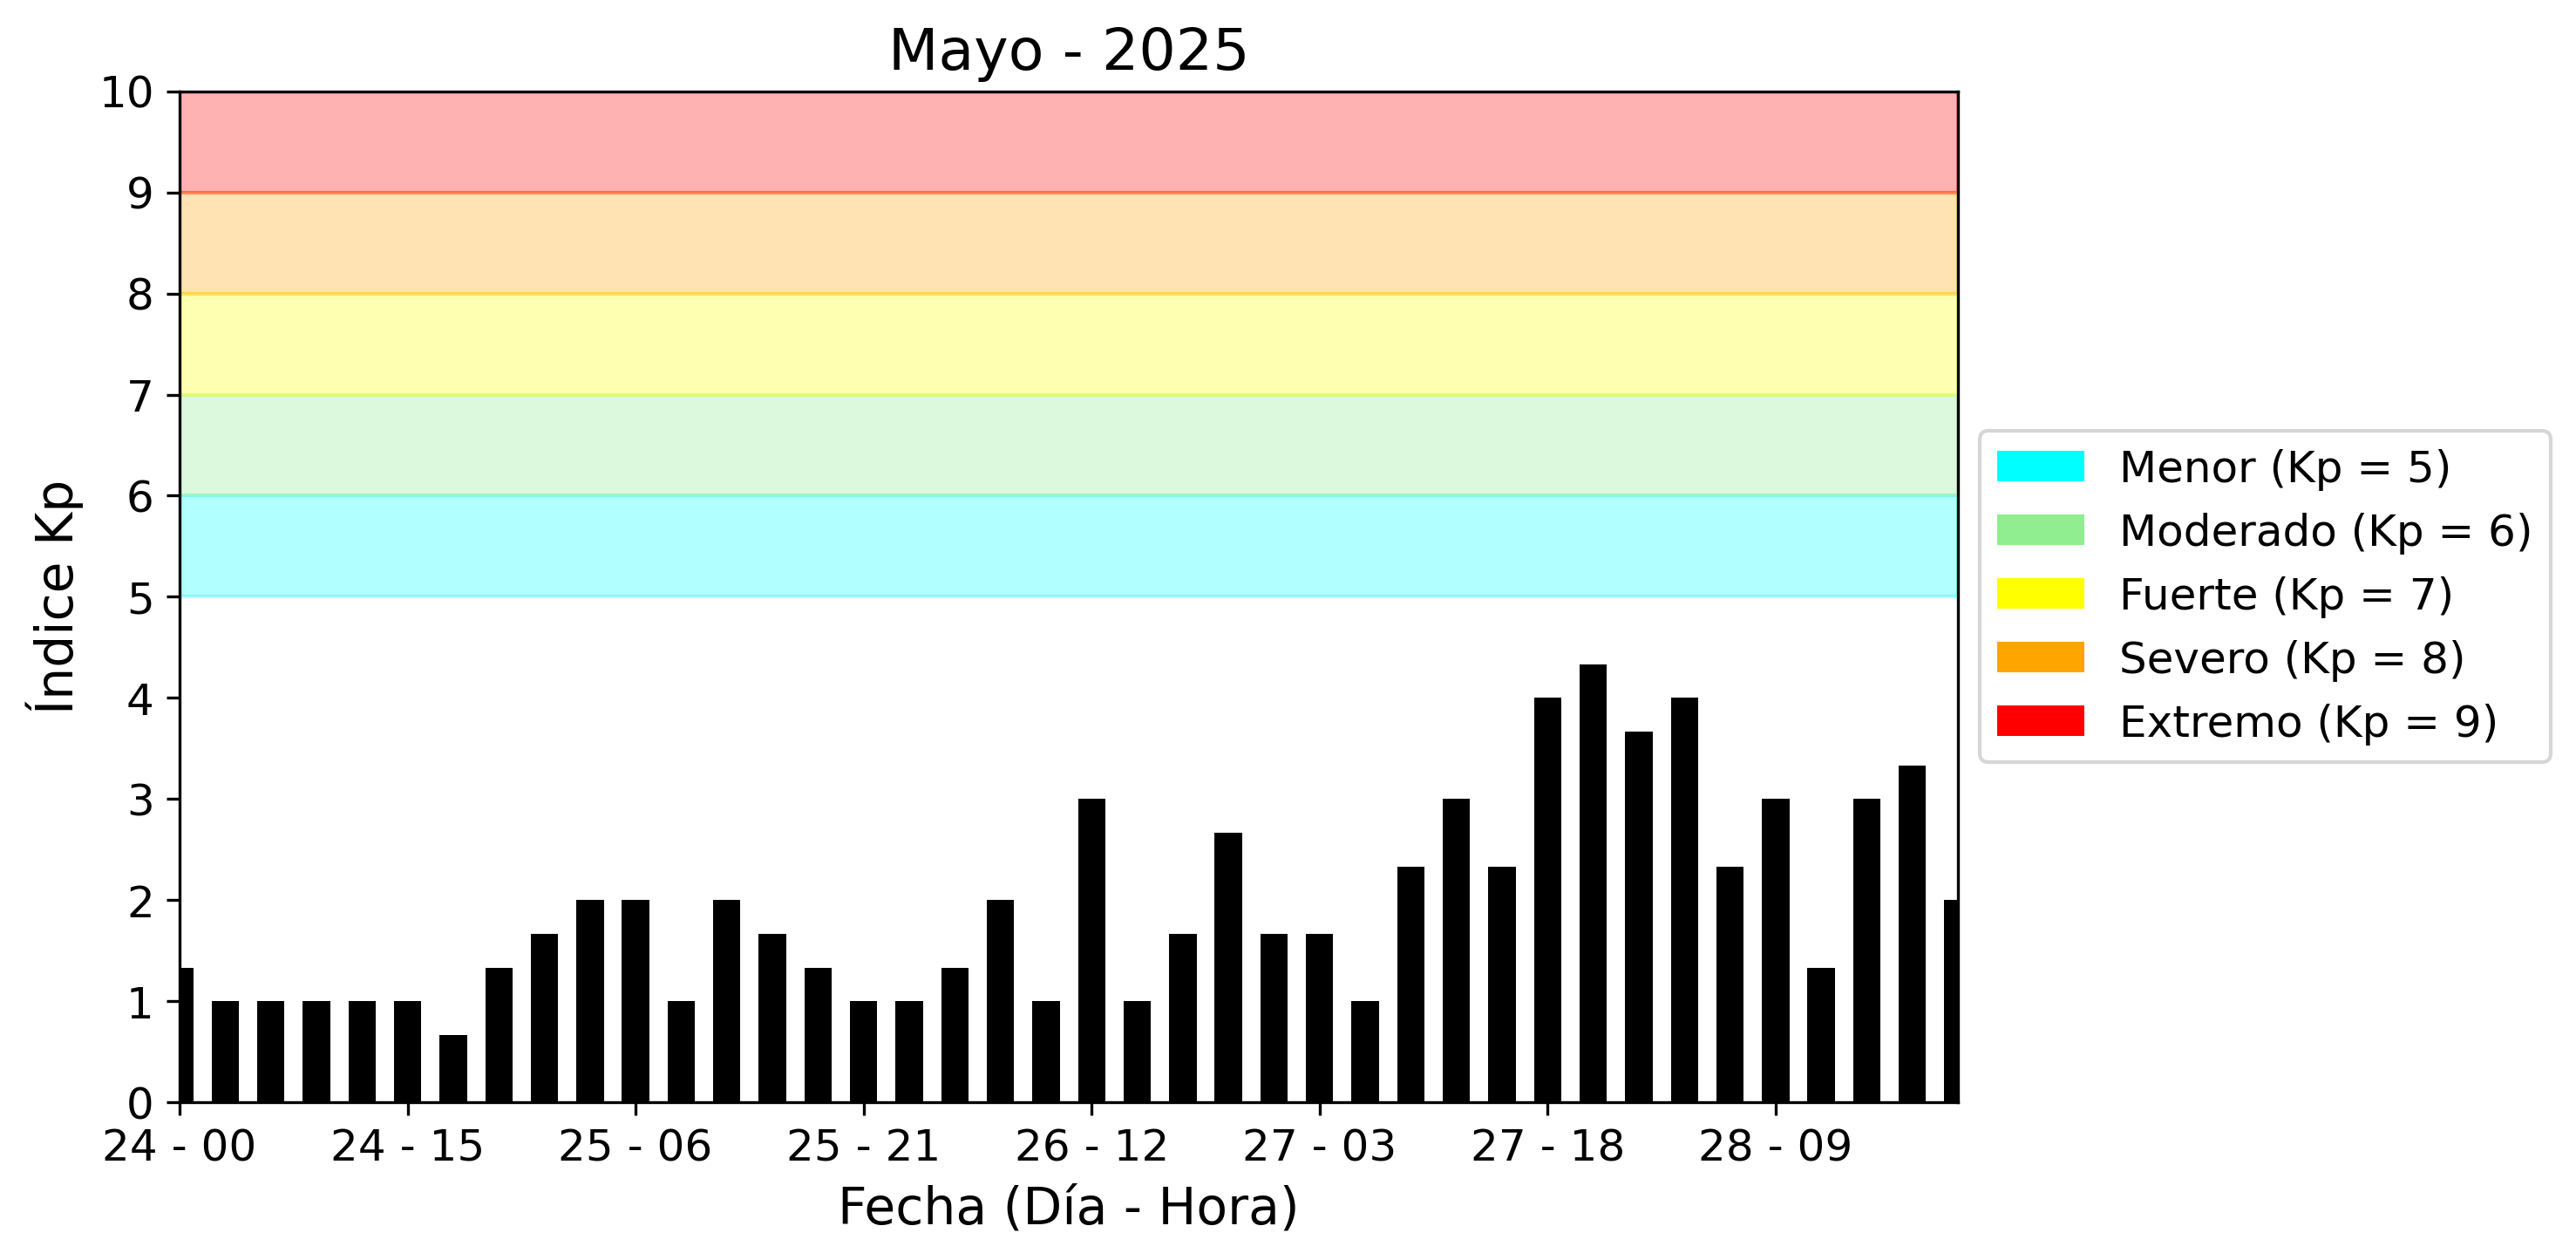 Mayo - 2025
10
9
8
7
6
5
4
3
2
1
0
Índice Kp
24 - 00
24 - 15
25 - 06
25 - 21
26 - 12
27 - 03
27 - 18
28 - 09
Fecha (Día - Hora)
Menor (Kp = 5)
Moderado (Kp = 6)
Fuerte (Kp = 7)
Severo (Kp = 8)
Extremo (Kp = 9)